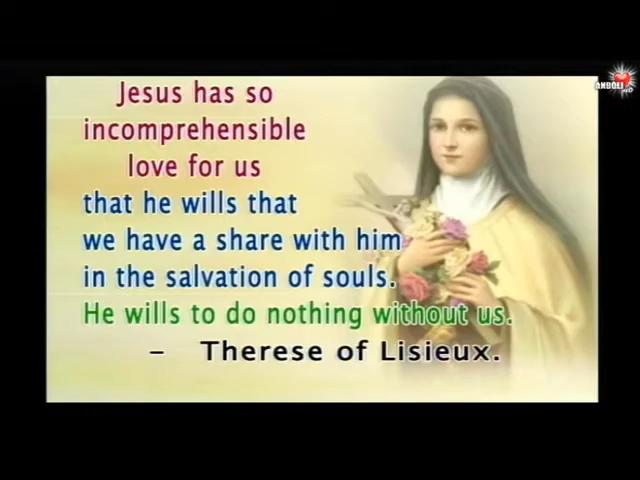 Jesus has so
incomprehensible
love for us
that he wills that
we have a share with him
in the salvation of souls.
He wills to do nothing without us.
– Therese of Lisieux.
ANBOLI